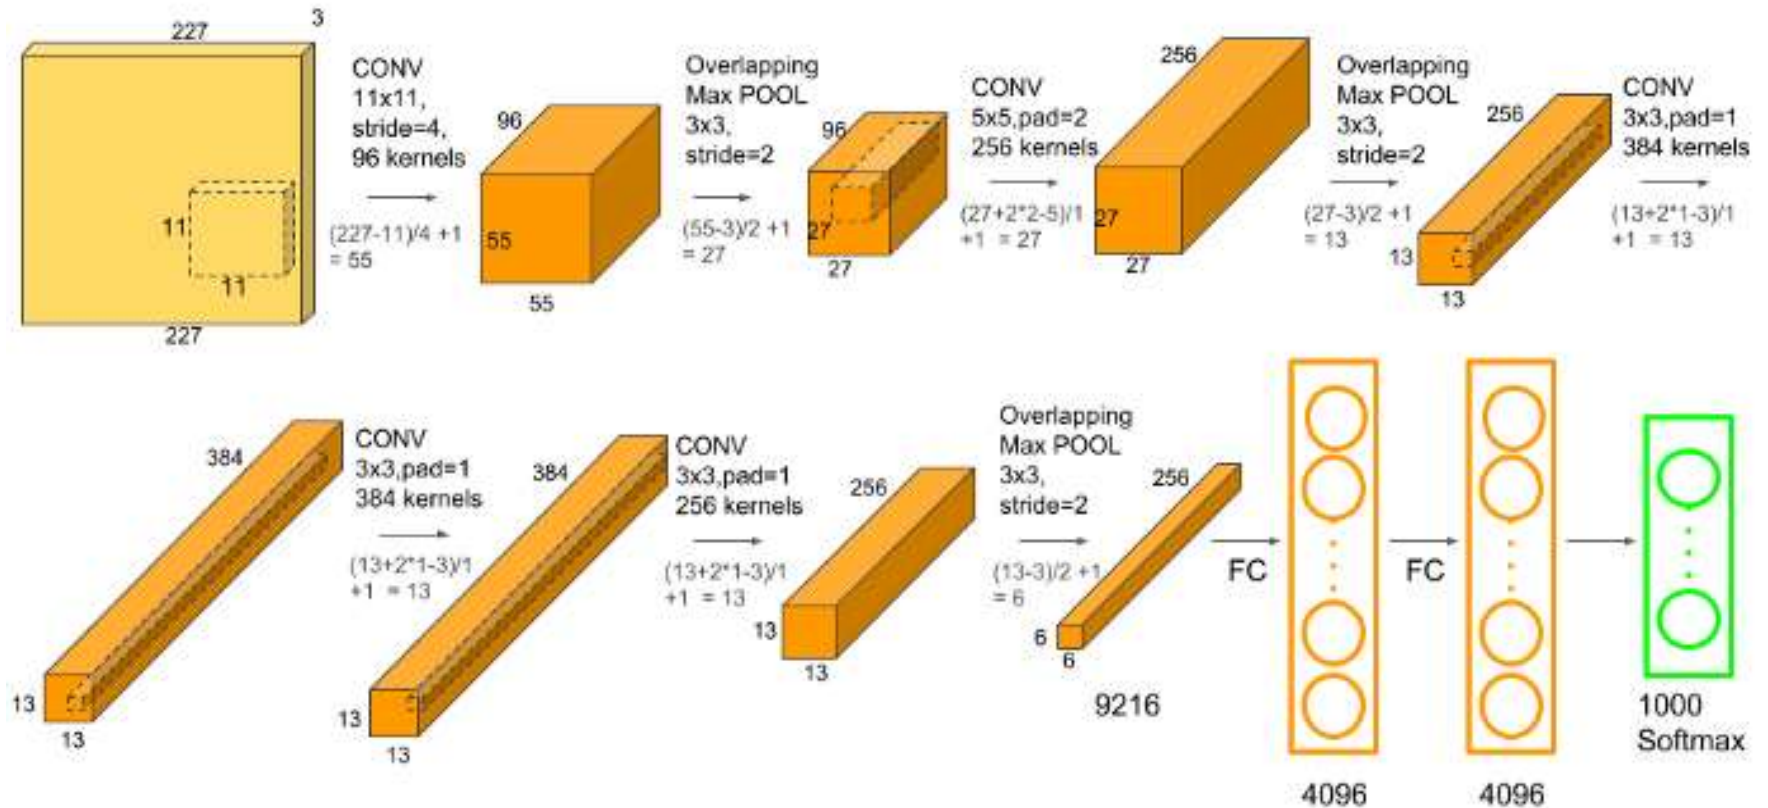 227
3
11
11
227
CONV
11x11,
stride=4,
96 kernels
(227-11)/4 +1
= 55
96
55
55
Overlapping
Max POOL
3x3,
stride=2
(55-3)/2 +1
= 27
96
27
27
CONV
5x5,pad=2
256 kernels
(27+2*2-5)/1
+1 = 27
256
27
27
Overlapping
Max POOL
3x3,
stride=2
(27-3)/2 +1
= 13
256
13
13
CONV
3x3,pad=1
384 kernels
(13+2*1-3)/1
+1 = 13
384
13
13
CONV
3x3,pad=1
384 kernels
(13+2*1-3)/1
+1 = 13
384
13
13
CONV
3x3,pad=1
256 kernels
(13+2*1-3)/1
+1 = 13
256
13
13
Overlapping
Max POOL
3x3,
stride=2
(13-3)/2 +1
= 6
256
6
6
9216
FC
4096
FC
4096
1000
Softmax